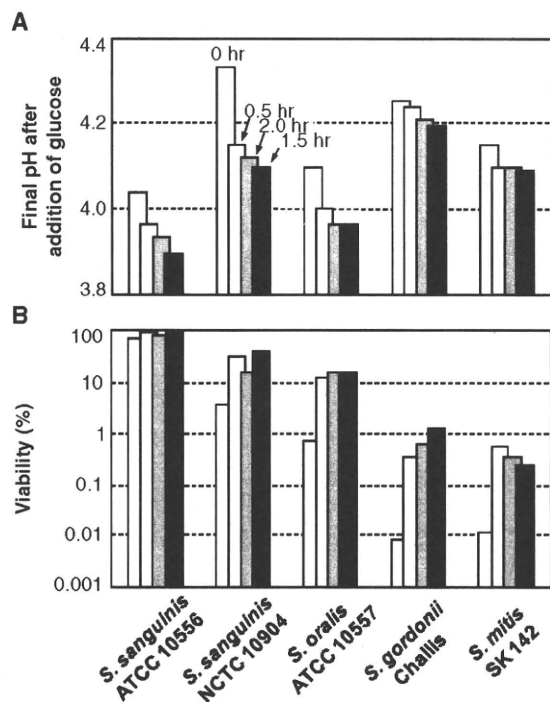 A
4.4
4.2
4.0
3.8
Final pH after
addition of glucose
0 hr
0.5 hr
2.0 hr
1.5 hr
B
100
10
1
0.1
0.01
0.001
Viability (%)
S. sanguinis
ATCC 10556
S. sanguinis
NCTC 10904
S. oralis
ATCC 10557
S. gordonii
Challis
S. mitis
SK 142